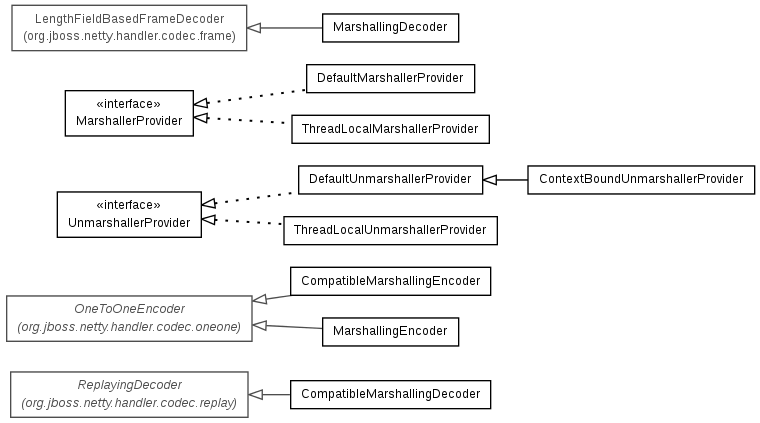 LengthFieldBasedFrameDecoder
(org.jboss.netty.handler.codec.frame)
MarshallingDecoder
DefaultMarshallerProvider
«interface»
MarshallerProvider
ThreadLocalMarshallerProvider
DefaultUnmarshallerProvider
ContextBoundUnmarshallerProvider
«interface»
UnmarshallerProvider
ThreadLocalUnmarshallerProvider
CompatibleMarshallingEncoder
OneToOneEncoder
(org.jboss.netty.handler.codec.oneone)
MarshallingEncoder
ReplayingDecoder
(org.jboss.netty.handler.codec.replay)
CompatibleMarshallingDecoder